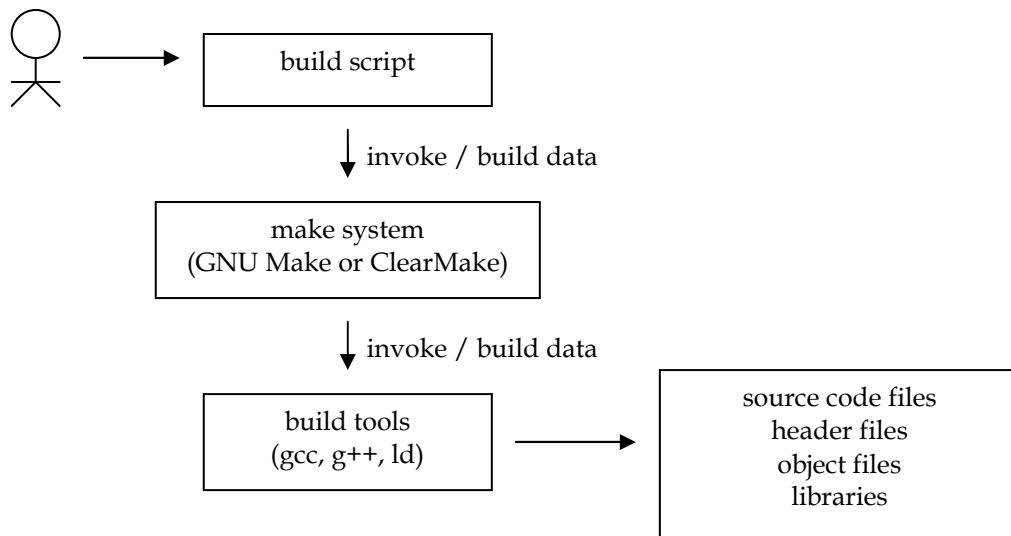 build script
invoke / build data
make system
(GNU Make or ClearMake)
invoke / build data
build tools
(gcc, g++, ld)
source code files
header files
object files
libraries